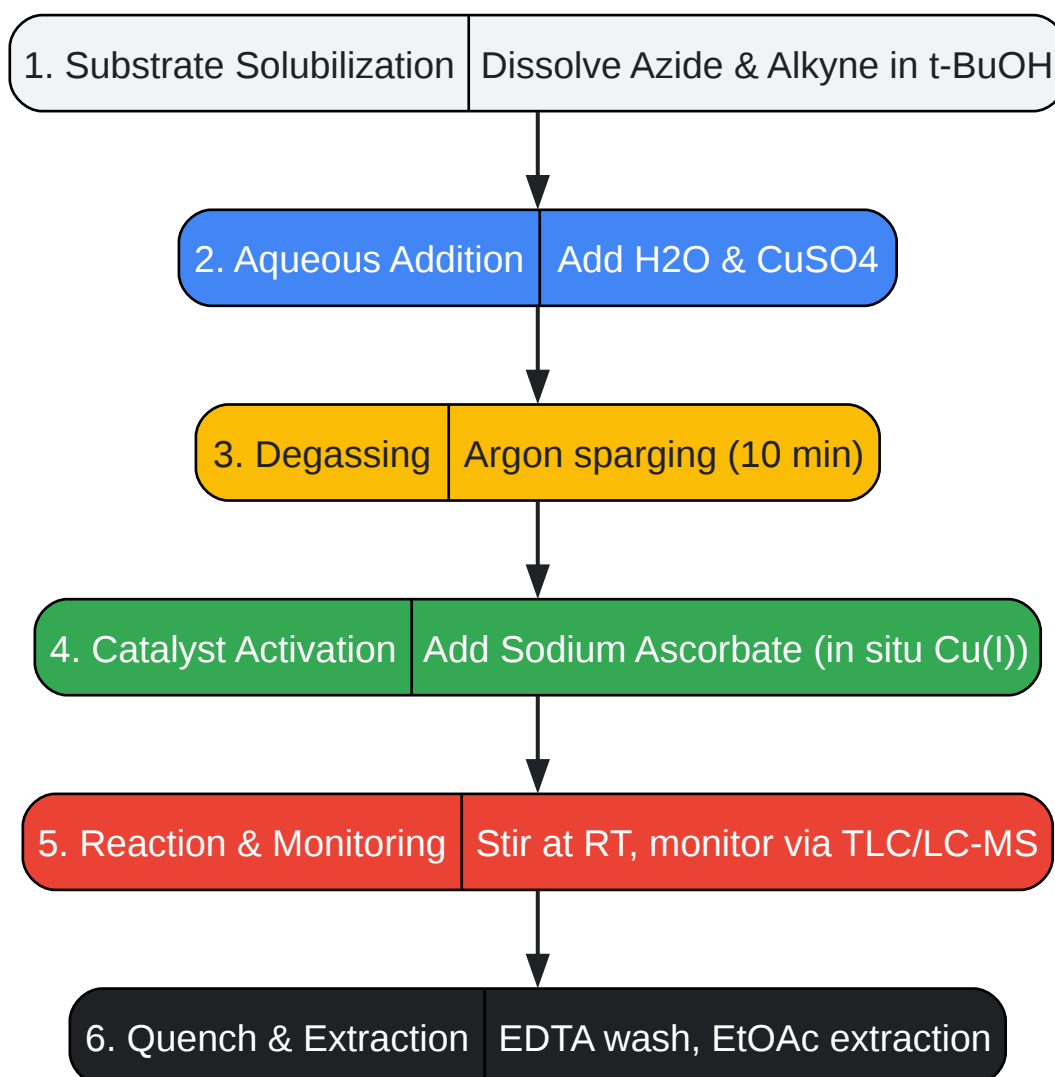 1. Substrate Solubilization Dissolve Azide & Alkyne in t-BuOH
2. Aqueous Addition Add H2O & CuSO4
3. Degassing Argon sparging (10 min)
4. Catalyst Activation Add Sodium Ascorbate (in situ Cu(I))
5. Reaction & Monitoring Stir at RT, monitor via TLC/LC-MS
6. Quench & Extraction EDTA wash, EtOAc extraction